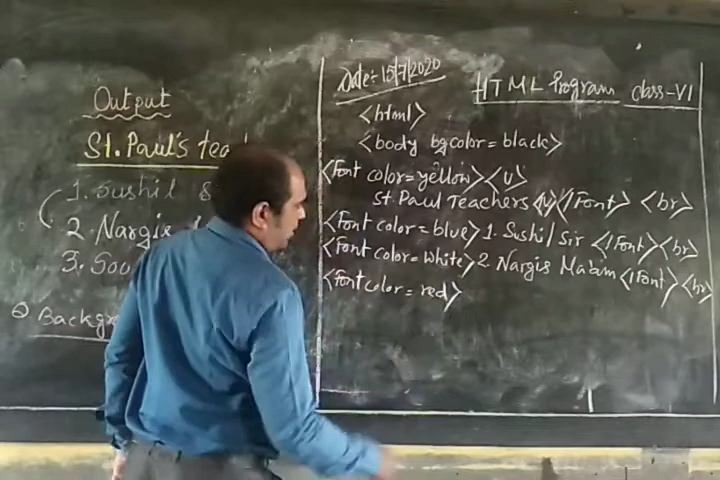 Output
St. Paul's tea
1. Sushil S
2. Nargis
3. Soo
Backgr
Date:- 15/7/2020
HTML Program class-VI
<html>
<body bgcolor=black>
<Font color=yellow><u>
St. Paul Teachers </u></Font> <br>
<Font color=blue> 1. Sushil Sir </Font><br>
<Font color=white> 2. Nargis Ma'am </Font><br>
<Font color=red>